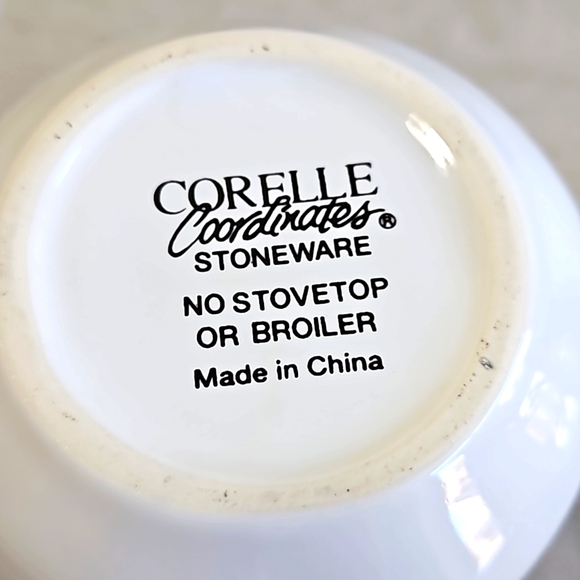 CORELLE
Coordinates®
STONEWARE
NO STOVETOP
OR BROILER
Made in China